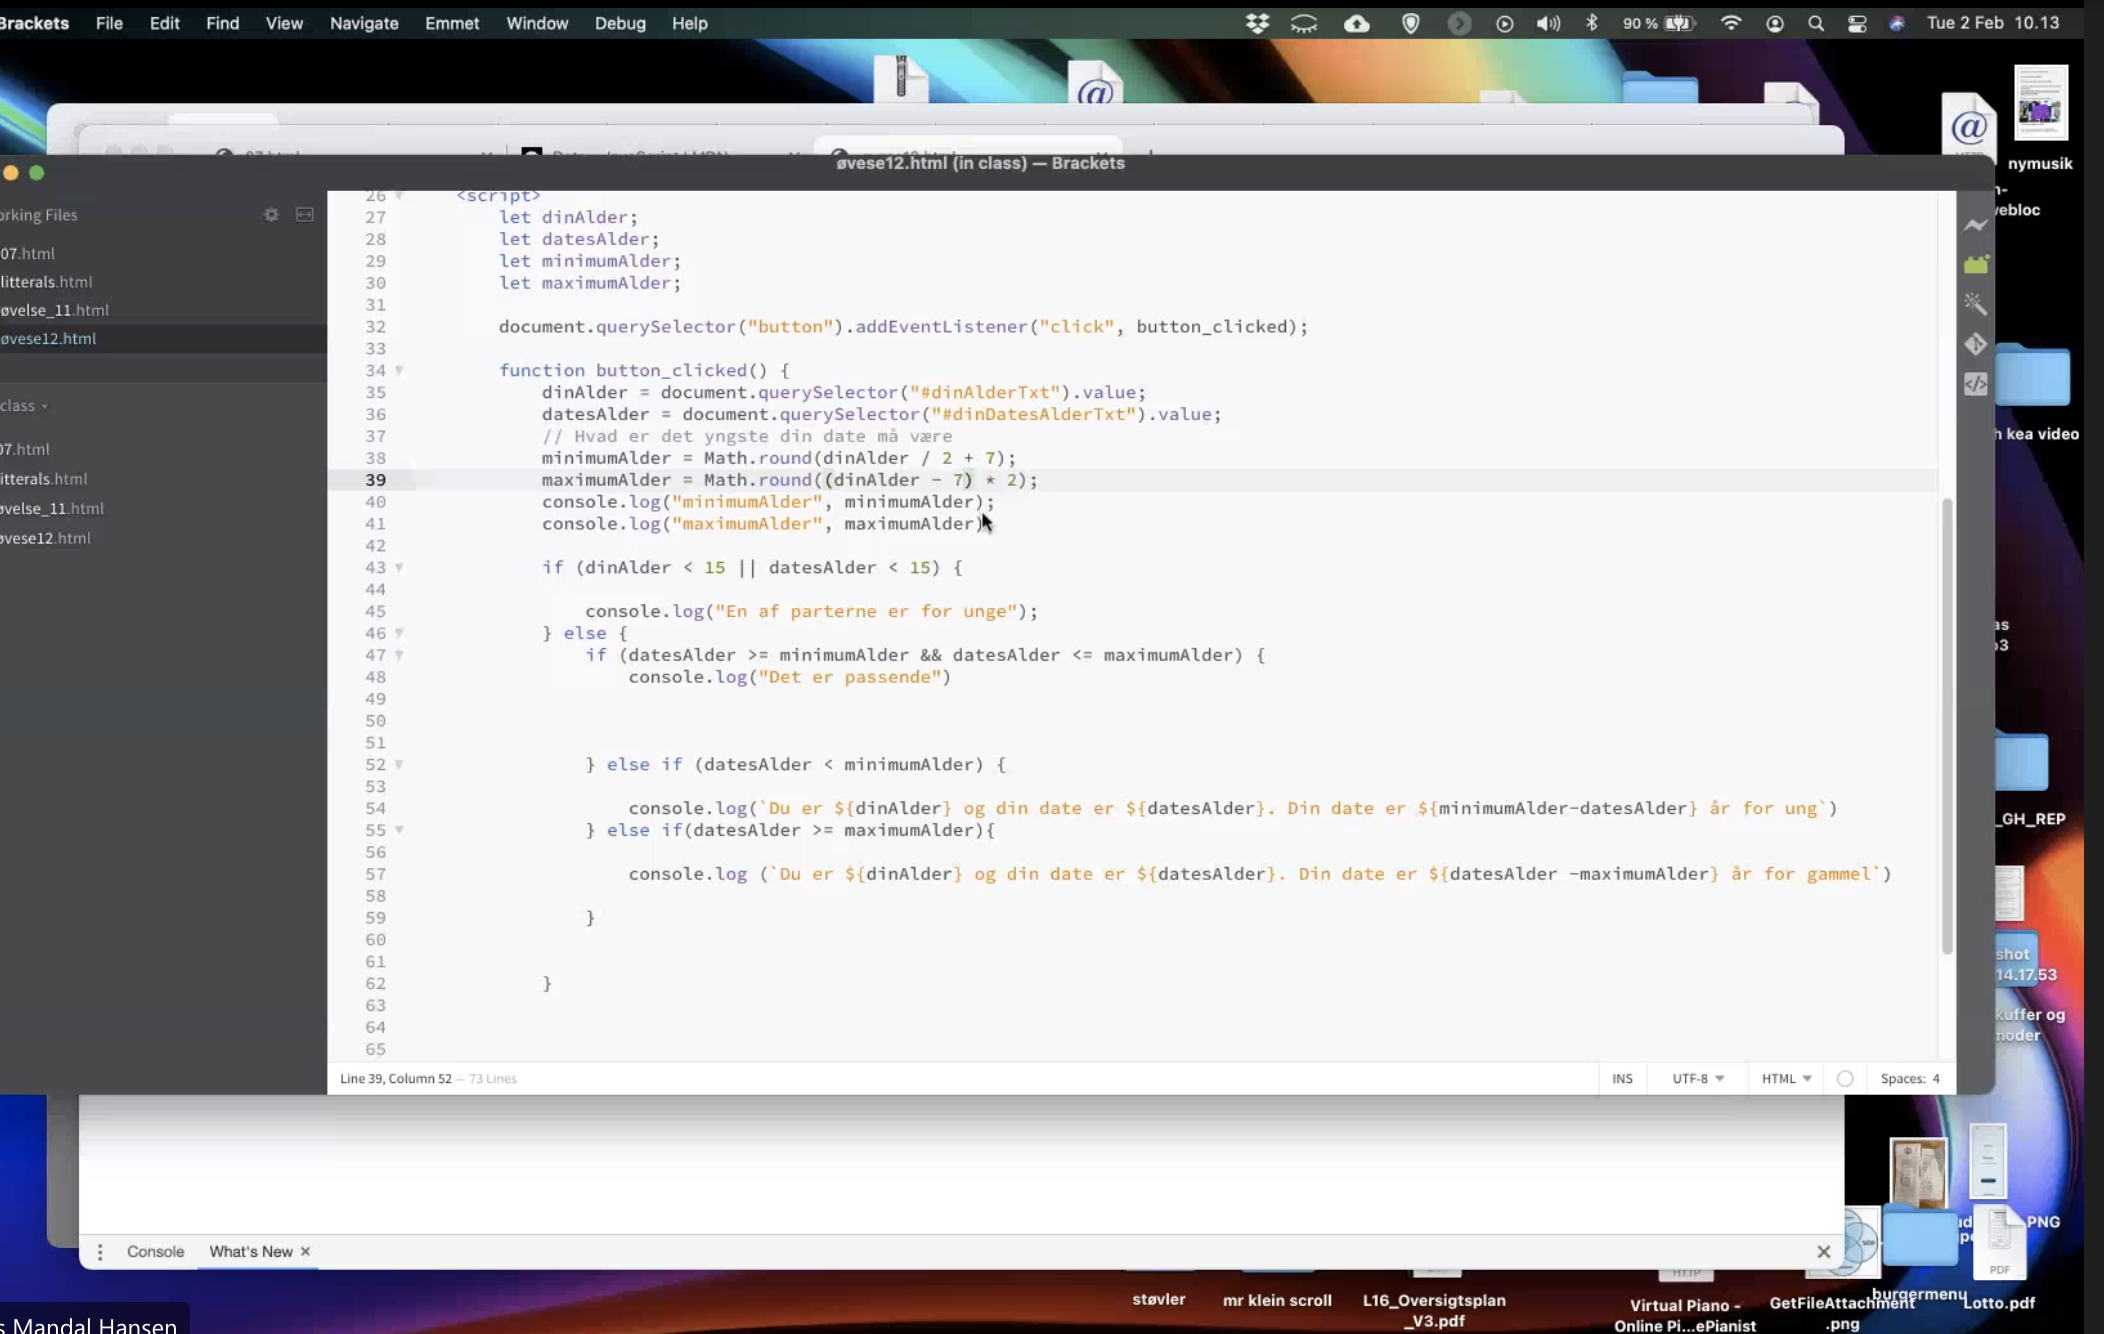 Brackets File Edit Find View Navigate Emmet Window Debug Help 90 % Tue 2 Feb 10.13
nymusik
øvese12.html (in class) — Brackets
orking Files
07.html
litterals.html
øvelse_11.html
øvese12.html
class
07.html
itterals.html
øvelse_11.html
øvese12.html
26 <script>
27 let dinAlder;
28 let datesAlder;
29 let minimumAlder;
30 let maximumAlder;
31
32 document.querySelector("button").addEventListener("click", button_clicked);
33
34 function button_clicked() {
35 dinAlder = document.querySelector("#dinAlderTxt").value;
36 datesAlder = document.querySelector("#dinDatesAlderTxt").value;
37 // Hvad er det yngste din date må være
38 minimumAlder = Math.round(dinAlder / 2 + 7);
39 maximumAlder = Math.round((dinAlder - 7) * 2);
40 console.log("minimumAlder", minimumAlder);
41 console.log("maximumAlder", maximumAlder)
42
43 if (dinAlder < 15 || datesAlder < 15) {
44
45 console.log("En af parterne er for unge");
46 } else {
47 if (datesAlder >= minimumAlder && datesAlder <= maximumAlder) {
48 console.log("Det er passende")
49
50
51
52 } else if (datesAlder < minimumAlder) {
53
54 console.log(`Du er ${dinAlder} og din date er ${datesAlder}. Din date er ${minimumAlder-datesAlder} år for ung`)
55 } else if(datesAlder >= maximumAlder){
56
57 console.log (`Du er ${dinAlder} og din date er ${datesAlder}. Din date er ${datesAlder -maximumAlder} år for gammel`)
58
59 }
60
61
62 }
63
64
65
Line 39, Column 52 — 73 Lines INS UTF-8 HTML Spaces: 4
h kea video
_GH_REP
shot
14.17.53
kuffer og
moder
Console What's New
PNG
PDF
støvler
mr klein scroll
L16_Oversigtsplan
_V3.pdf
Virtual Piano -
Online Pi...ePianist
GetFileAttachment
.png
burgermenu
Lotto.pdf
s Mandal Hansen